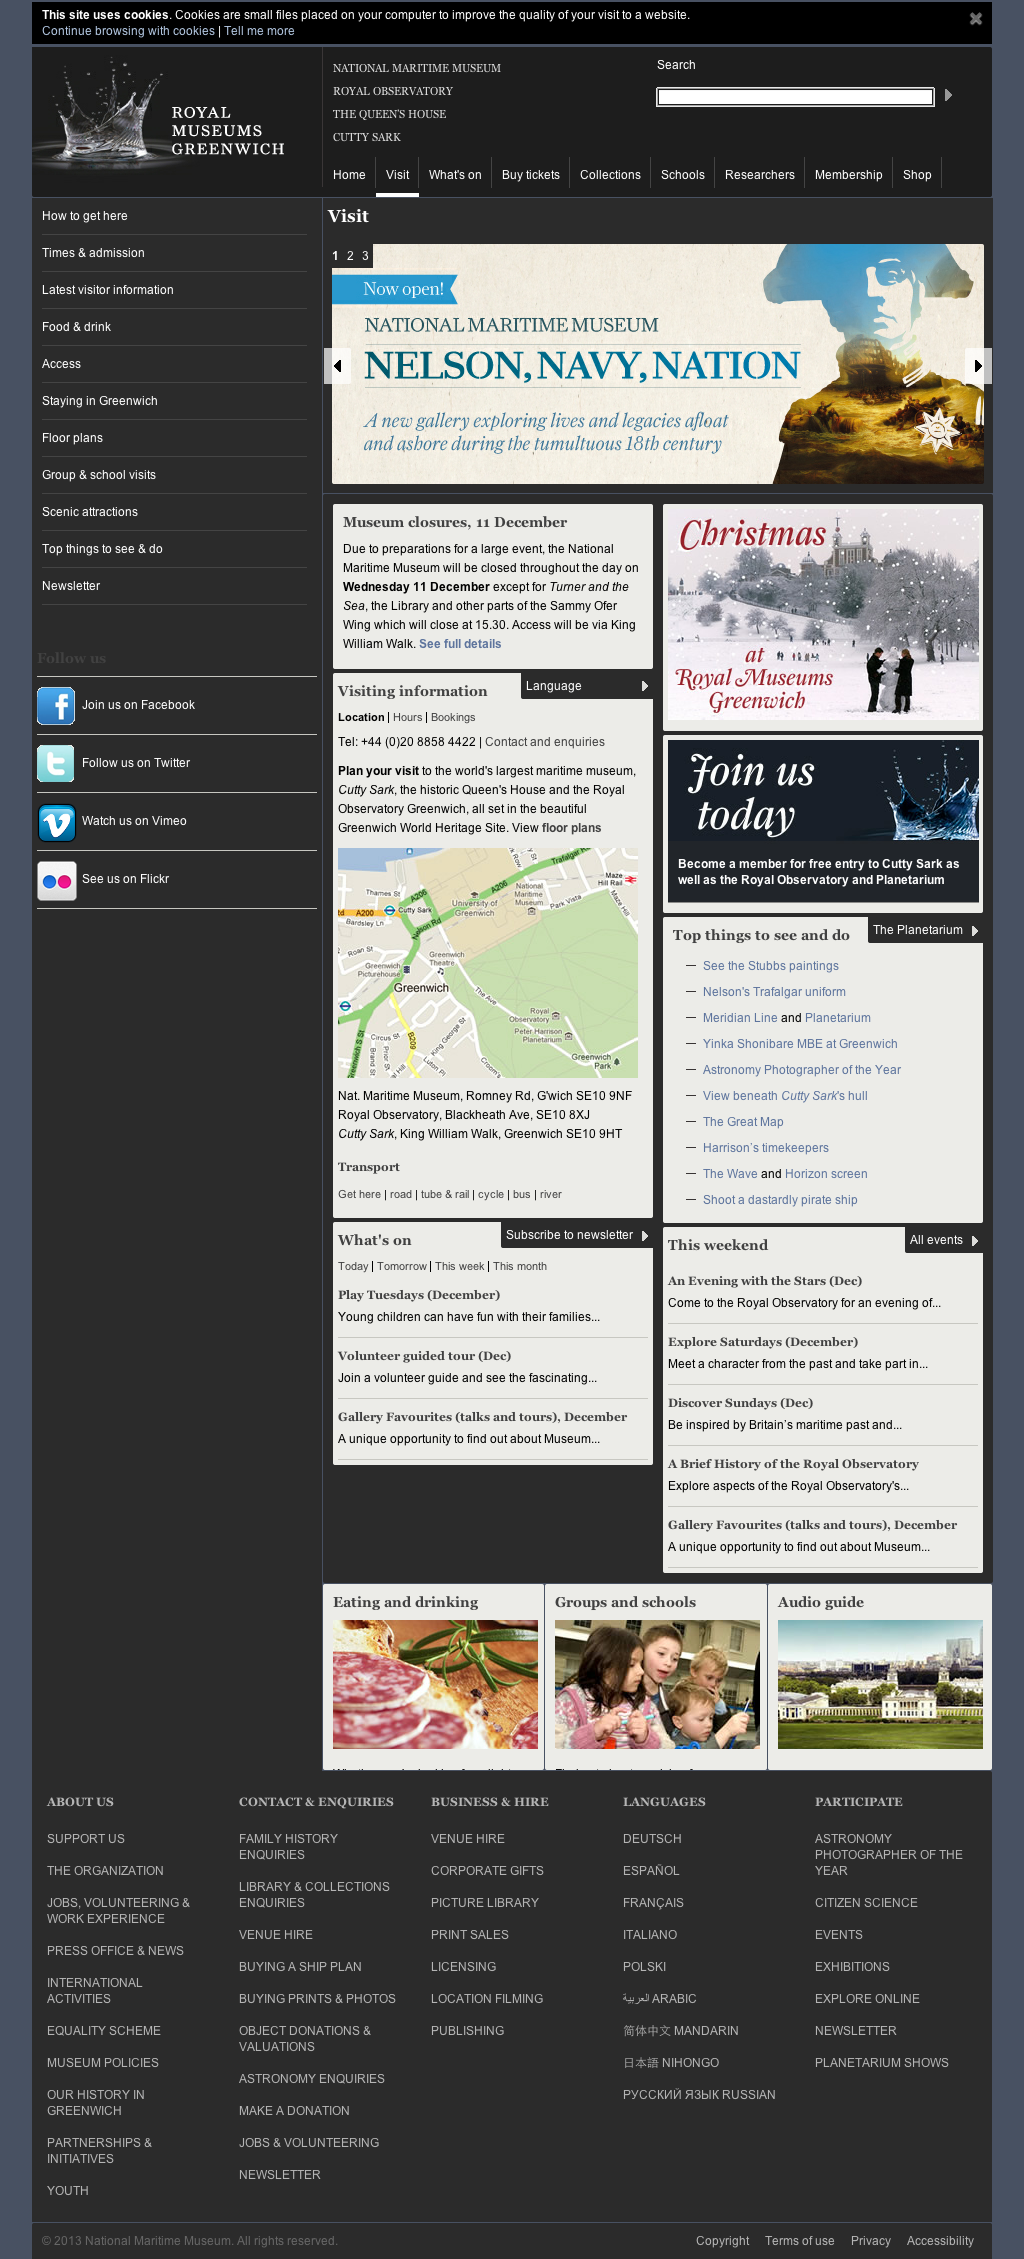 This site uses cookies. Cookies are small files placed on your computer to improve the quality of your visit to a website.
Continue browsing with cookies | Tell me more
ROYAL
MUSEUMS
GREENWICH
NATIONAL MARITIME MUSEUM
ROYAL OBSERVATORY
THE QUEEN'S HOUSE
CUTTY SARK
Search
Home
Visit
What's on
Buy tickets
Collections
Schools
Researchers
Membership
Shop
How to get here
Times & admission
Latest visitor information
Food & drink
Access
Staying in Greenwich
Floor plans
Group & school visits
Scenic attractions
Top things to see & do
Newsletter
Follow us
Join us on Facebook
Follow us on Twitter
Watch us on Vimeo
See us on Flickr
Visit
1 2 3
Now open!
NATIONAL MARITIME MUSEUM
NELSON, NAVY, NATION
A new gallery exploring lives and legacies afloat
and ashore during the tumultuous 18th century
Museum closures, 11 December
Due to preparations for a large event, the National
Maritime Museum will be closed throughout the day on
Wednesday 11 December except for Turner and the
Sea, the Library and other parts of the Sammy Ofer
Wing which will close at 15.30. Access will be via King
William Walk. See full details
Visiting information
Language
Location | Hours | Bookings
Tel: +44 (0)20 8858 4422 | Contact and enquiries
Plan your visit to the world's largest maritime museum,
Cutty Sark, the historic Queen's House and the Royal
Observatory Greenwich, all set in the beautiful
Greenwich World Heritage Site. View floor plans
Thames St
A206
Trafalgar Rd
Maze
Hill Rail
Park Vista
Maze Hill
National
Maritime
Museum
University of
Greenwich
A200
Cutty Sark
Bardsley Ln
Nelson Rd
Roan St
Greenwich
Picturehouse
Greenwich
Theatre
Greenwich
The Ave
Royal
Observatory
Peter Harrison
Planetarium
Circus St
Brand St
Prior St
B209
King George St
Luton Pl
Greenwich
Park
Nat. Maritime Museum, Romney Rd, G'wich SE10 9NF
Royal Observatory, Blackheath Ave, SE10 8XJ
Cutty Sark, King William Walk, Greenwich SE10 9HT
Transport
Get here | road | tube & rail | cycle | bus | river
What's on
Subscribe to newsletter
Today | Tomorrow | This week | This month
Play Tuesdays (December)
Young children can have fun with their families...
Volunteer guided tour (Dec)
Join a volunteer guide and see the fascinating...
Gallery Favourites (talks and tours), December
A unique opportunity to find out about Museum...
Christmas
at
Royal Museums
Greenwich
Join us
today
Become a member for free entry to Cutty Sark as
well as the Royal Observatory and Planetarium
Top things to see and do
The Planetarium
— See the Stubbs paintings
— Nelson's Trafalgar uniform
— Meridian Line and Planetarium
— Yinka Shonibare MBE at Greenwich
— Astronomy Photographer of the Year
— View beneath Cutty Sark's hull
— The Great Map
— Harrison's timekeepers
— The Wave and Horizon screen
— Shoot a dastardly pirate ship
This weekend
All events
An Evening with the Stars (Dec)
Come to the Royal Observatory for an evening of...
Explore Saturdays (December)
Meet a character from the past and take part in...
Discover Sundays (Dec)
Be inspired by Britain's maritime past and...
A Brief History of the Royal Observatory
Explore aspects of the Royal Observatory's...
Gallery Favourites (talks and tours), December
A unique opportunity to find out about Museum...
Eating and drinking
Groups and schools
Audio guide
ABOUT US
SUPPORT US
THE ORGANIZATION
JOBS, VOLUNTEERING &
WORK EXPERIENCE
PRESS OFFICE & NEWS
INTERNATIONAL
ACTIVITIES
EQUALITY SCHEME
MUSEUM POLICIES
OUR HISTORY IN
GREENWICH
PARTNERSHIPS &
INITIATIVES
YOUTH
CONTACT & ENQUIRIES
FAMILY HISTORY
ENQUIRIES
LIBRARY & COLLECTIONS
ENQUIRIES
VENUE HIRE
BUYING A SHIP PLAN
BUYING PRINTS & PHOTOS
OBJECT DONATIONS &
VALUATIONS
ASTRONOMY ENQUIRIES
MAKE A DONATION
JOBS & VOLUNTEERING
NEWSLETTER
BUSINESS & HIRE
VENUE HIRE
CORPORATE GIFTS
PICTURE LIBRARY
PRINT SALES
LICENSING
LOCATION FILMING
PUBLISHING
LANGUAGES
DEUTSCH
ESPAÑOL
FRANÇAIS
ITALIANO
POLSKI
العربية ARABIC
简体中文 MANDARIN
日本語 NIHONGO
РУССКИЙ ЯЗЫК RUSSIAN
PARTICIPATE
ASTRONOMY
PHOTOGRAPHER OF THE
YEAR
CITIZEN SCIENCE
EVENTS
EXHIBITIONS
EXPLORE ONLINE
NEWSLETTER
PLANETARIUM SHOWS
© 2013 National Maritime Museum. All rights reserved.
Copyright
Terms of use
Privacy
Accessibility